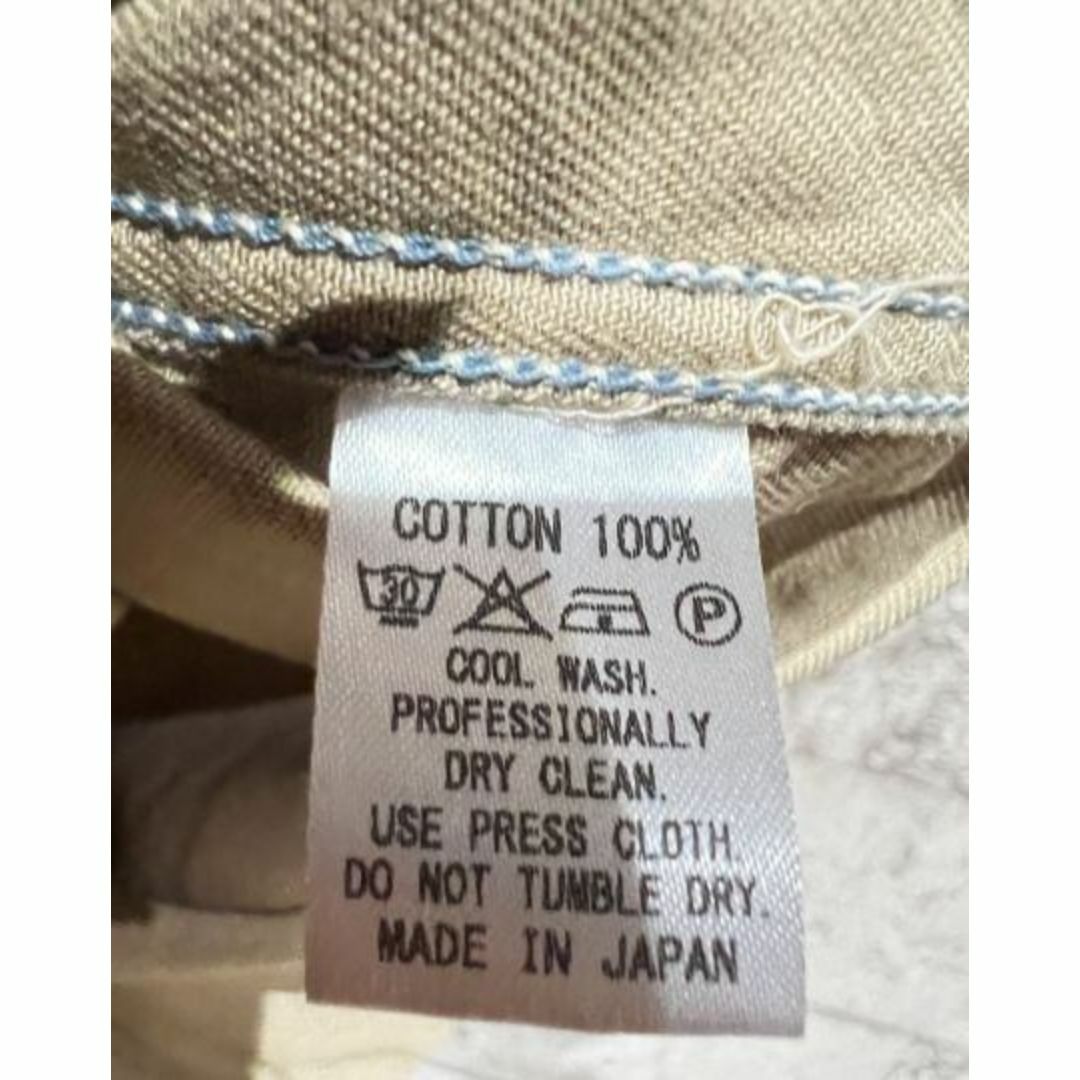 COTTON 100%
30 P
COOL WASH.
PROFESSIONALLY
DRY CLEAN.
USE PRESS CLOTH.
DO NOT TUMBLE DRY.
MADE IN JAPAN